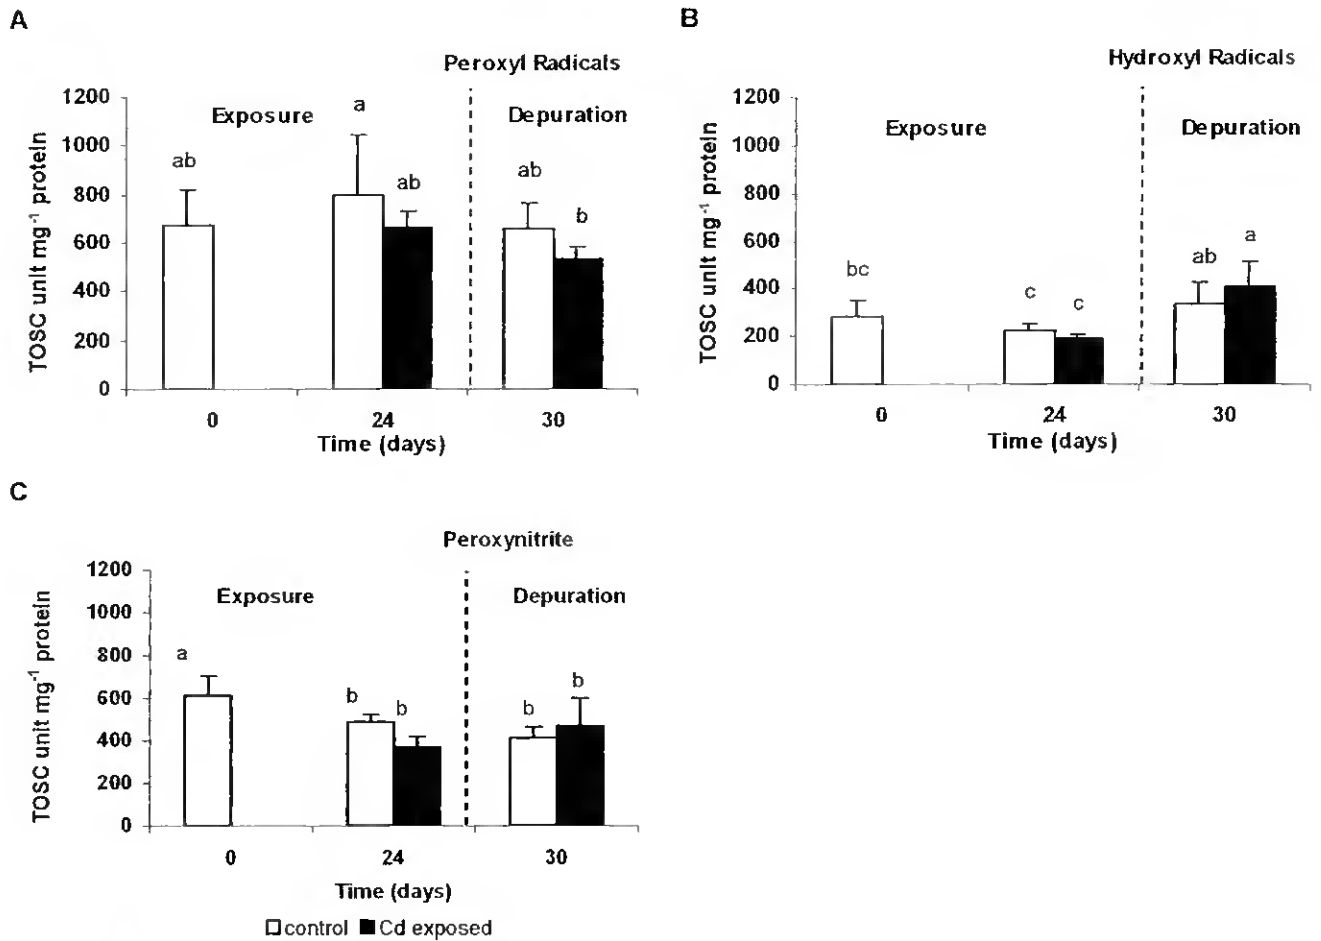 A
Peroxyl Radicals
1200
1000
800
600
400
200
0
TOSC unit mg⁻¹ protein
Exposure
Depuration
ab
a
ab
ab
b
0
24
30
Time (days)
B
Hydroxyl Radicals
1200
1000
800
600
400
200
0
TOSC unit mg⁻¹ protein
Exposure
Depuration
bc
c
c
ab
a
0
24
30
Time (days)
C
Peroxynitrite
1200
1000
800
600
400
200
0
TOSC unit mg⁻¹ protein
Exposure
Depuration
a
b
b
b
b
0
24
30
Time (days)
control Cd exposed